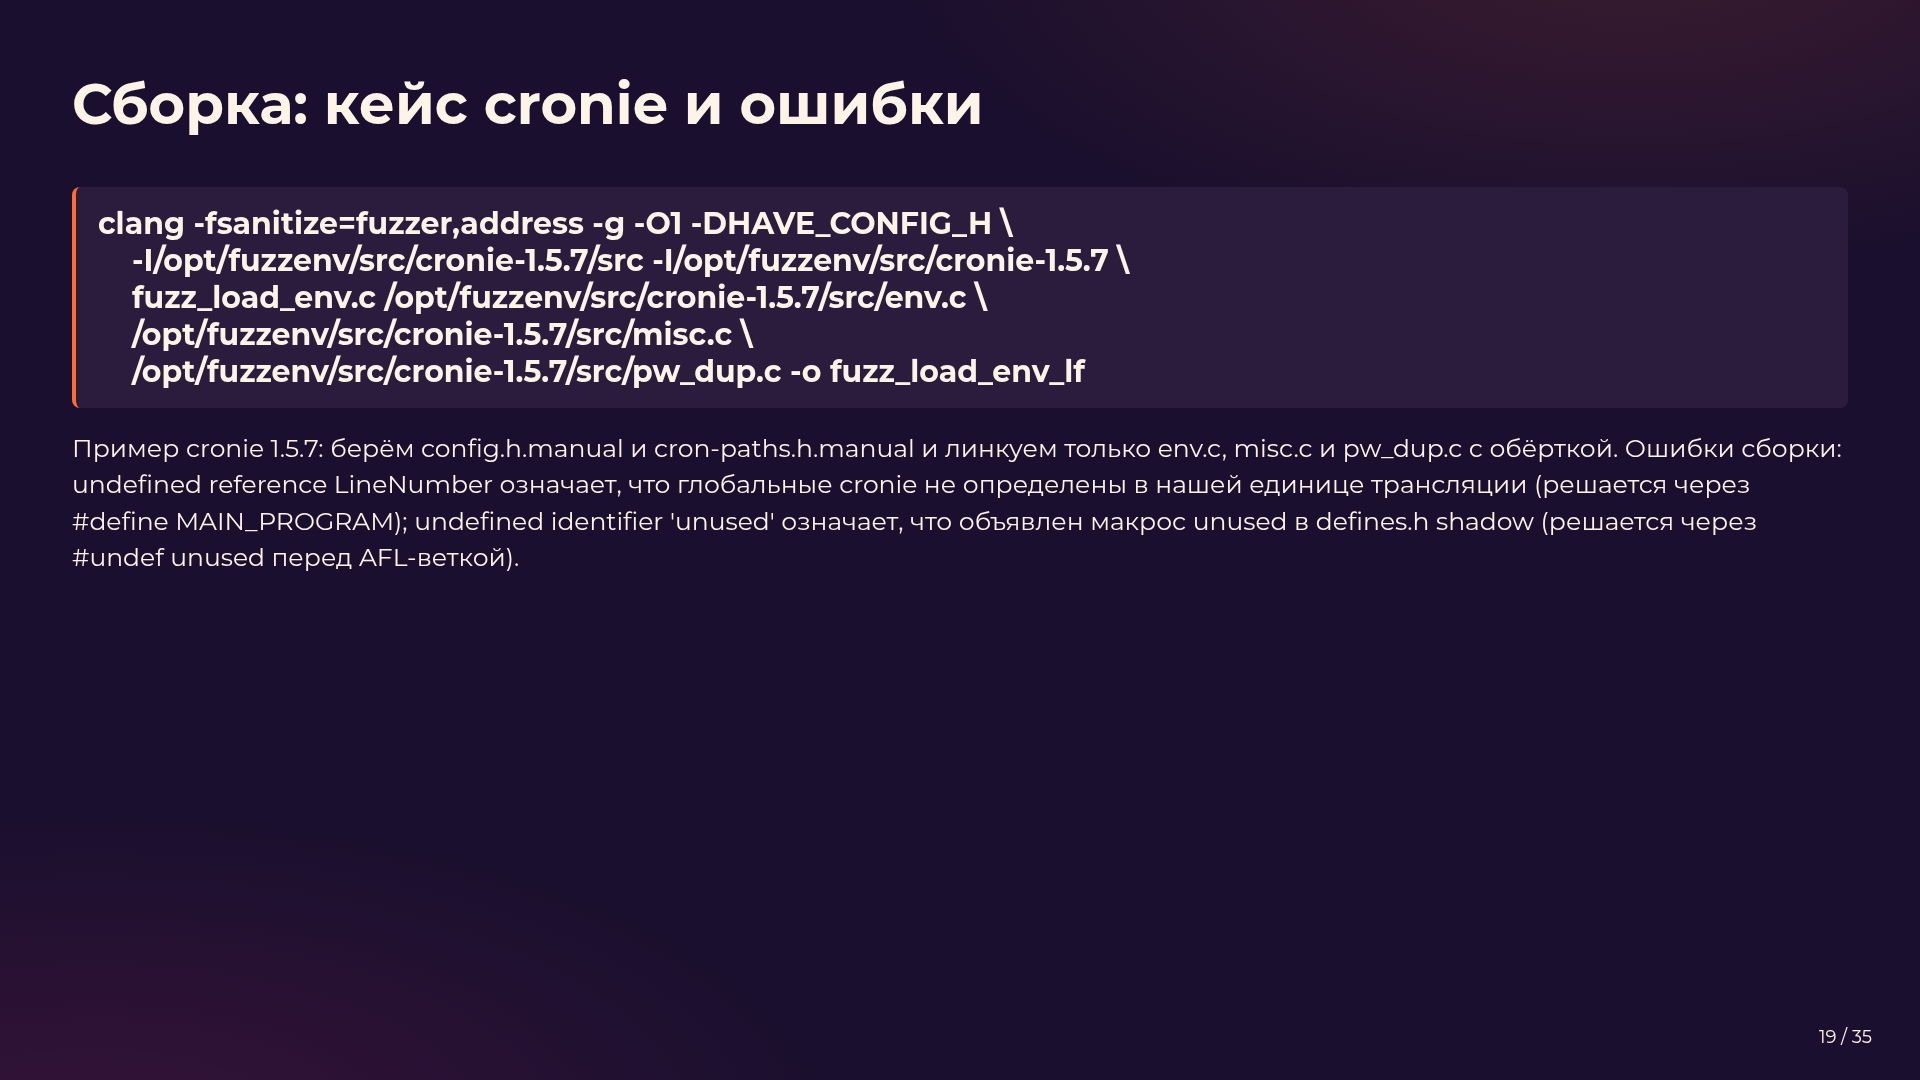 Сборка: кейс cronie и ошибки
clang -fsanitize=fuzzer,address -g -O1 -DHAVE_CONFIG_H \
-I/opt/fuzzenv/src/cronie-1.5.7/src -I/opt/fuzzenv/src/cronie-1.5.7 \
fuzz_load_env.c /opt/fuzzenv/src/cronie-1.5.7/src/env.c \
/opt/fuzzenv/src/cronie-1.5.7/src/misc.c \
/opt/fuzzenv/src/cronie-1.5.7/src/pw_dup.c -o fuzz_load_env_lf
Пример cronie 1.5.7: берём config.h.manual и cron-paths.h.manual и линкуем только env.c, misc.c и pw_dup.c с обёрткой. Ошибки сборки:
undefined reference LineNumber означает, что глобальные cronie не определены в нашей единице трансляции (решается через
#define MAIN_PROGRAM); undefined identifier 'unused' означает, что объявлен макрос unused в defines.h shadow (решается через
#undef unused перед AFL-веткой).
19 / 35